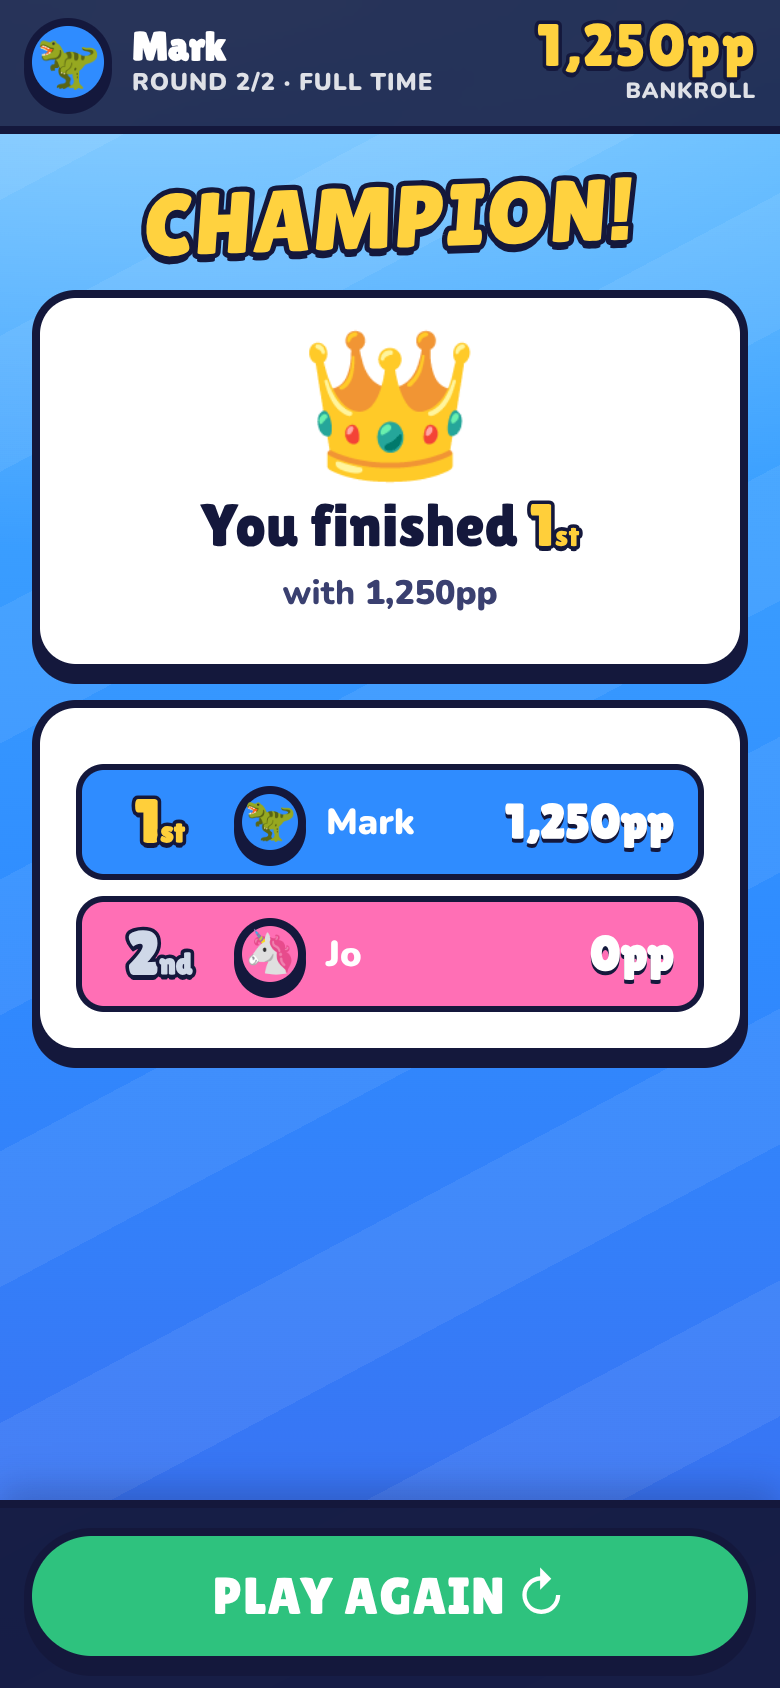 Mark
ROUND 2/2 · FULL TIME
1,250pp
BANKROLL
CHAMPION!
You finished 1st
with 1,250pp
1st Mark 1,250pp
2nd Jo 0pp
PLAY AGAIN ↻